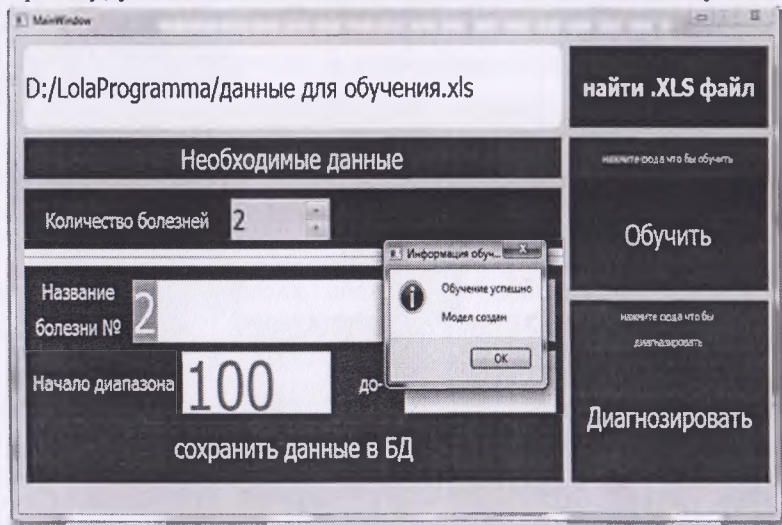 MainWindow
D:/LolaProgramma/данные для обучения.xls
найти .XLS файл
Необходимые данные
нажмите сюда что бы обучить
Количество болезней 2
Обучить
Информация обуч...
Обучение успешно
Модел создан
OK
Название
болезни № 2
нажмите сюда что бы
Начало диапазона 100 до-
Диагнозировать
сохранить данные в БД